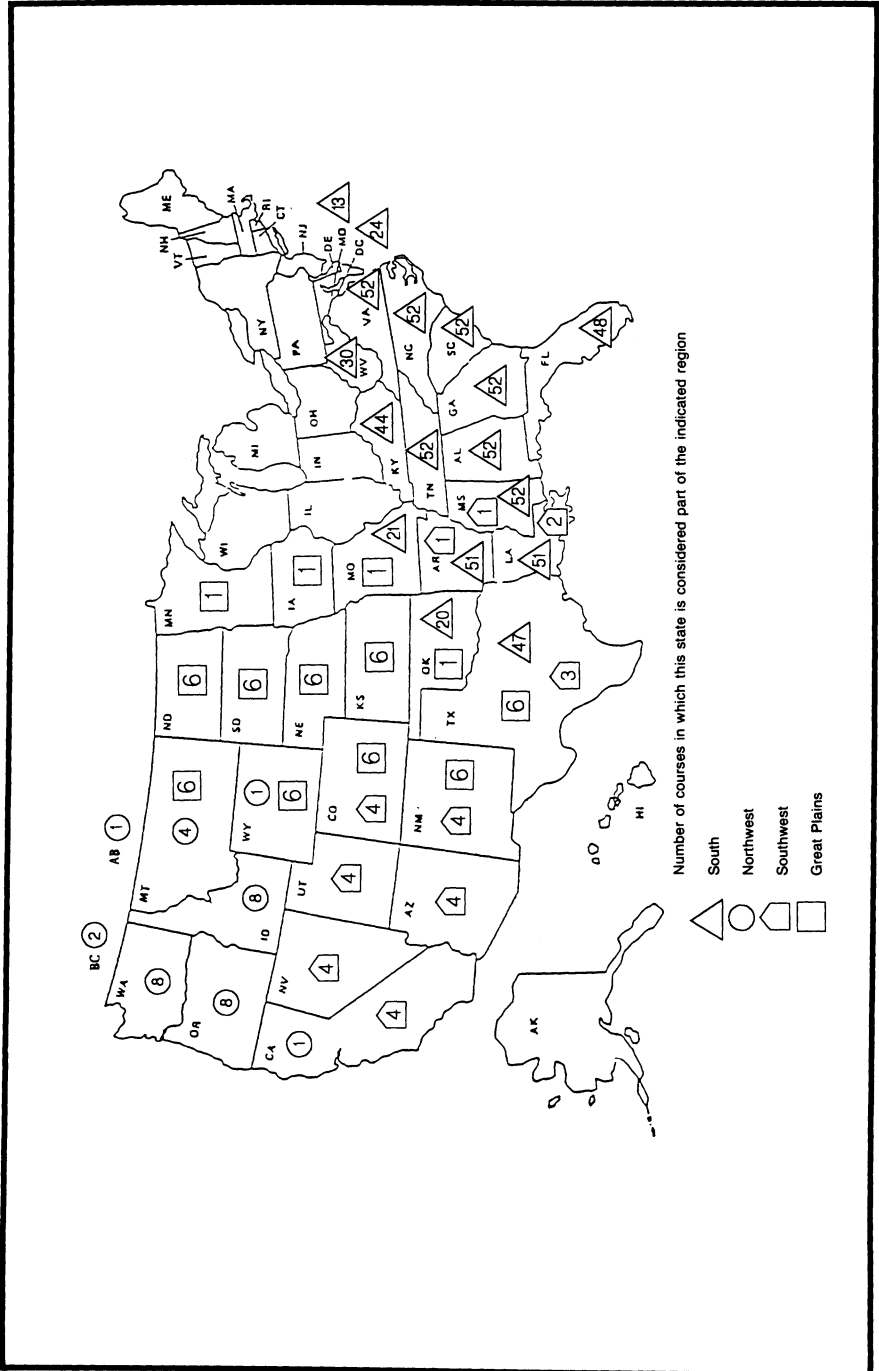 BC 2
AB 1
WA 8
OR 8
CA 1
4
NV 4
ID 8
MT 4 6
WY 1 6
UT 4
AZ 4
CO 4 6
NM 4 6
ND 6
SD 6
NE 6
KS 6
OK 1 20
TX 6 47
3
MN 1
IA 1
MO 1 21
AR 1
51
LA 51
2
WI
IL
MI
IN
OH
KY 44
TN 52
MS 1
52
AL 52
GA 52
FL 48
SC 52
NC 52
VA 52
WV 30
PA
NY
VT
NH
ME
MA
RI
CT
NJ
DE
MD
DC
13
24
AK
HI
Number of courses in which this state is considered part of the indicated region
South
Northwest
Southwest
Great Plains